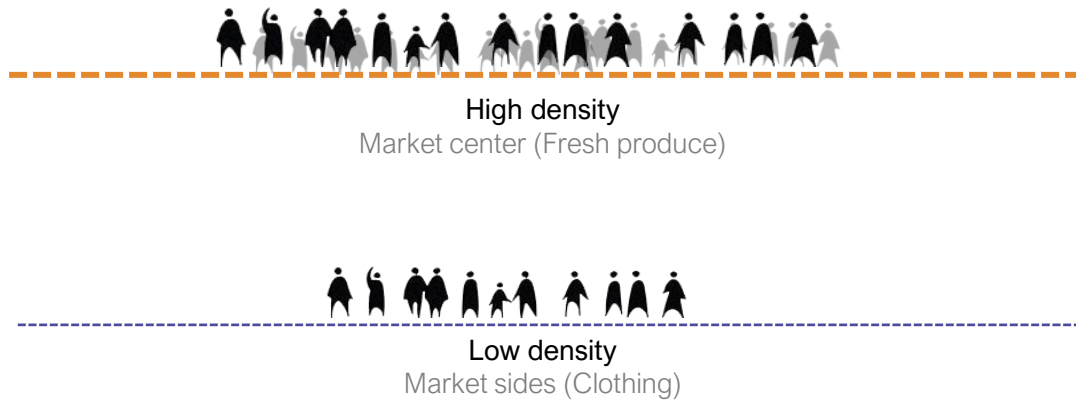 High density
Market center (Fresh produce)
Low density
Market sides (Clothing)